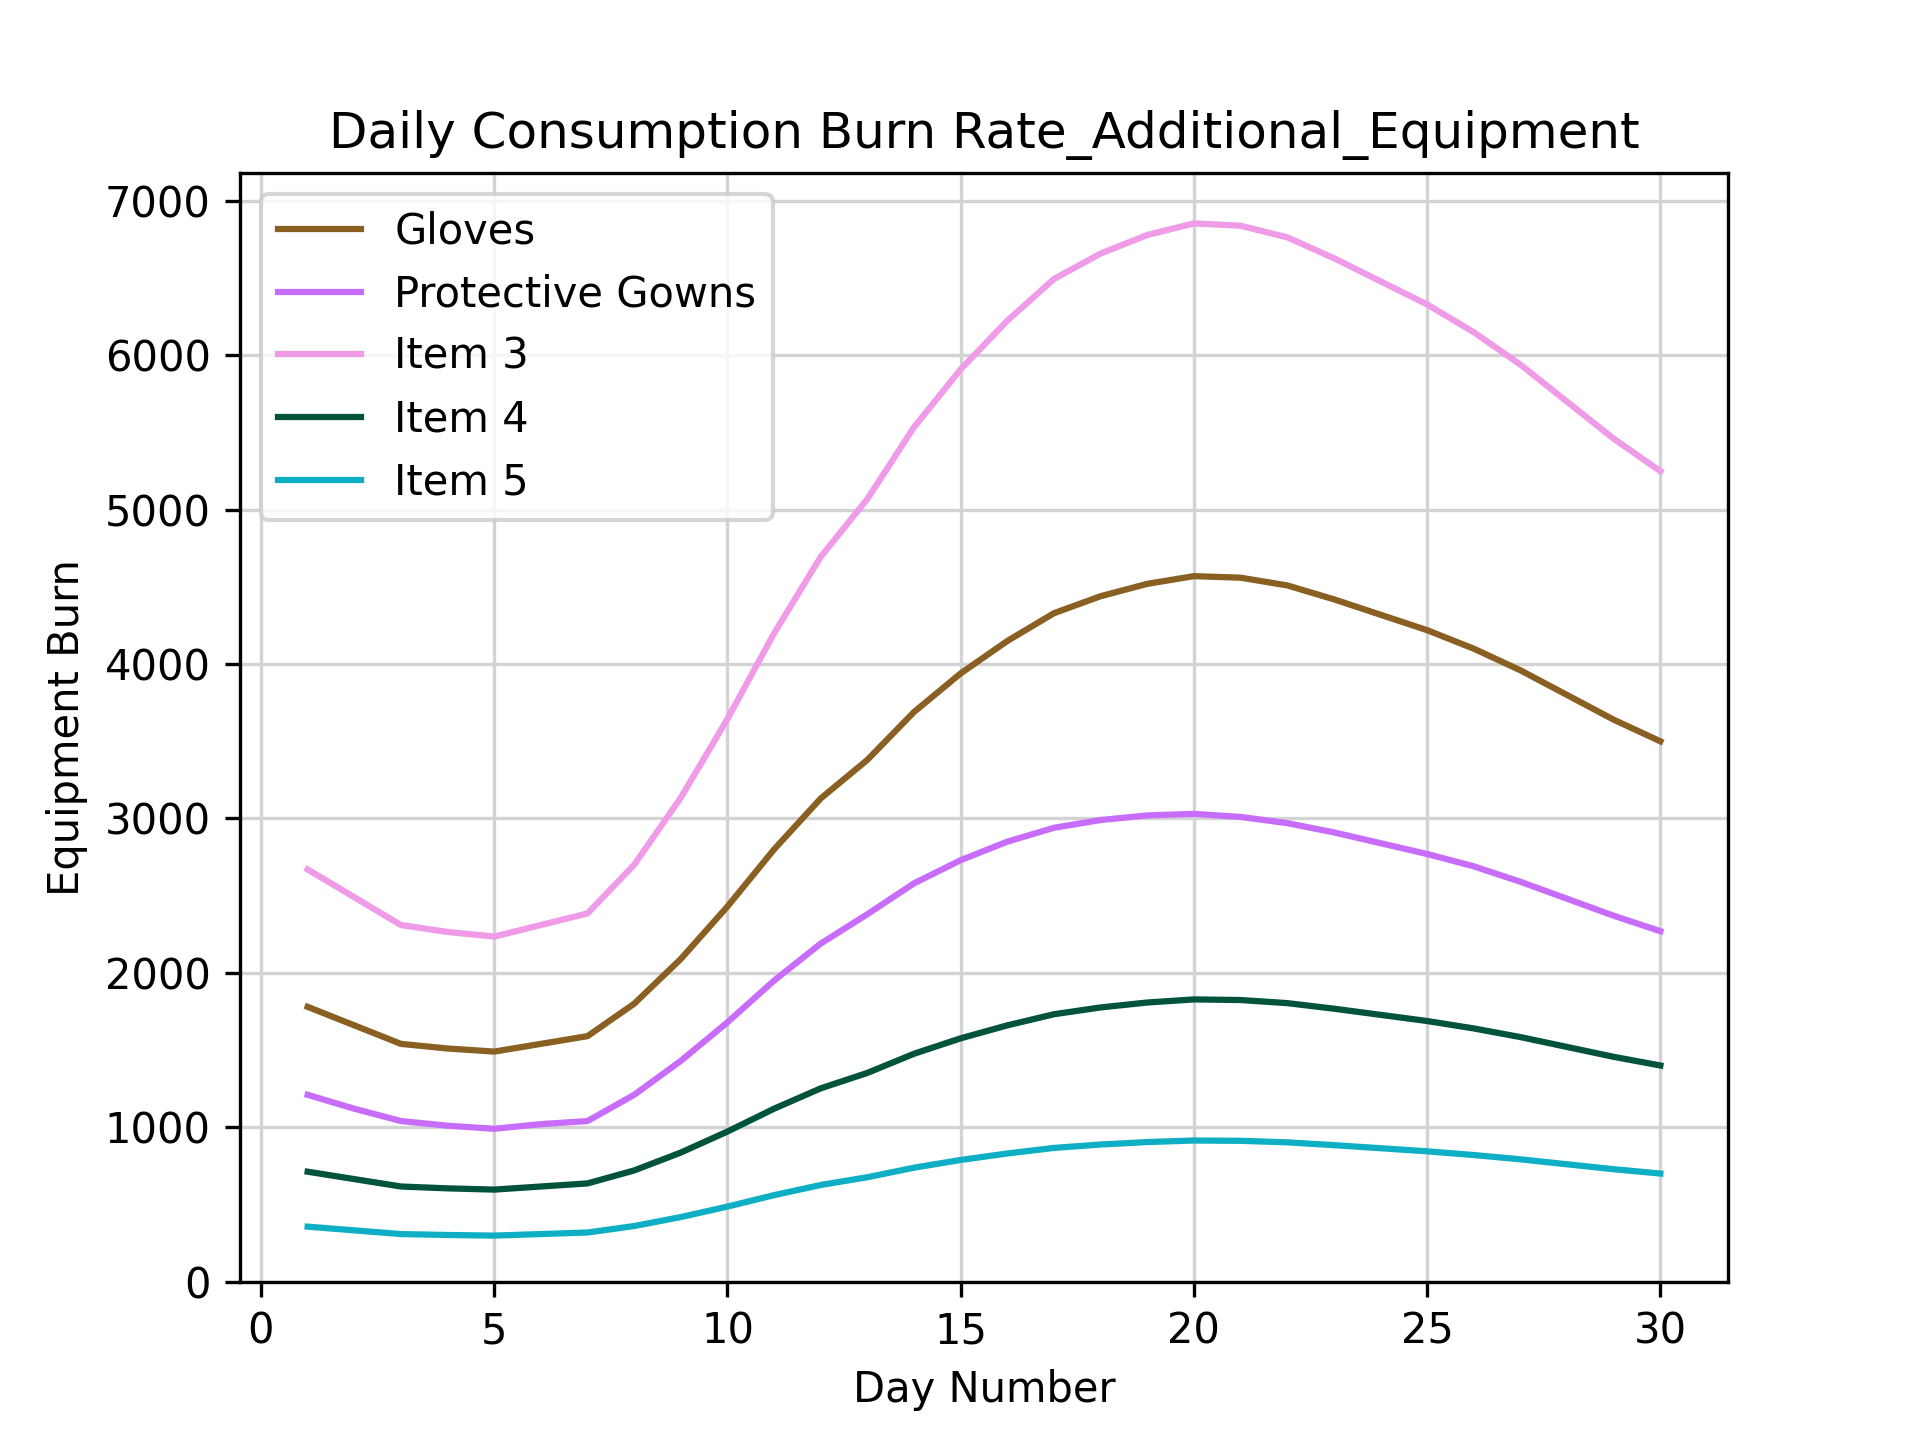 Daily Consumption Burn Rate_Additional_Equipment
7000
6000
5000
4000
3000
2000
1000
0
Equipment Burn
Gloves
Protective Gowns
Item 3
Item 4
Item 5
0 5 10 15 20 25 30
Day Number